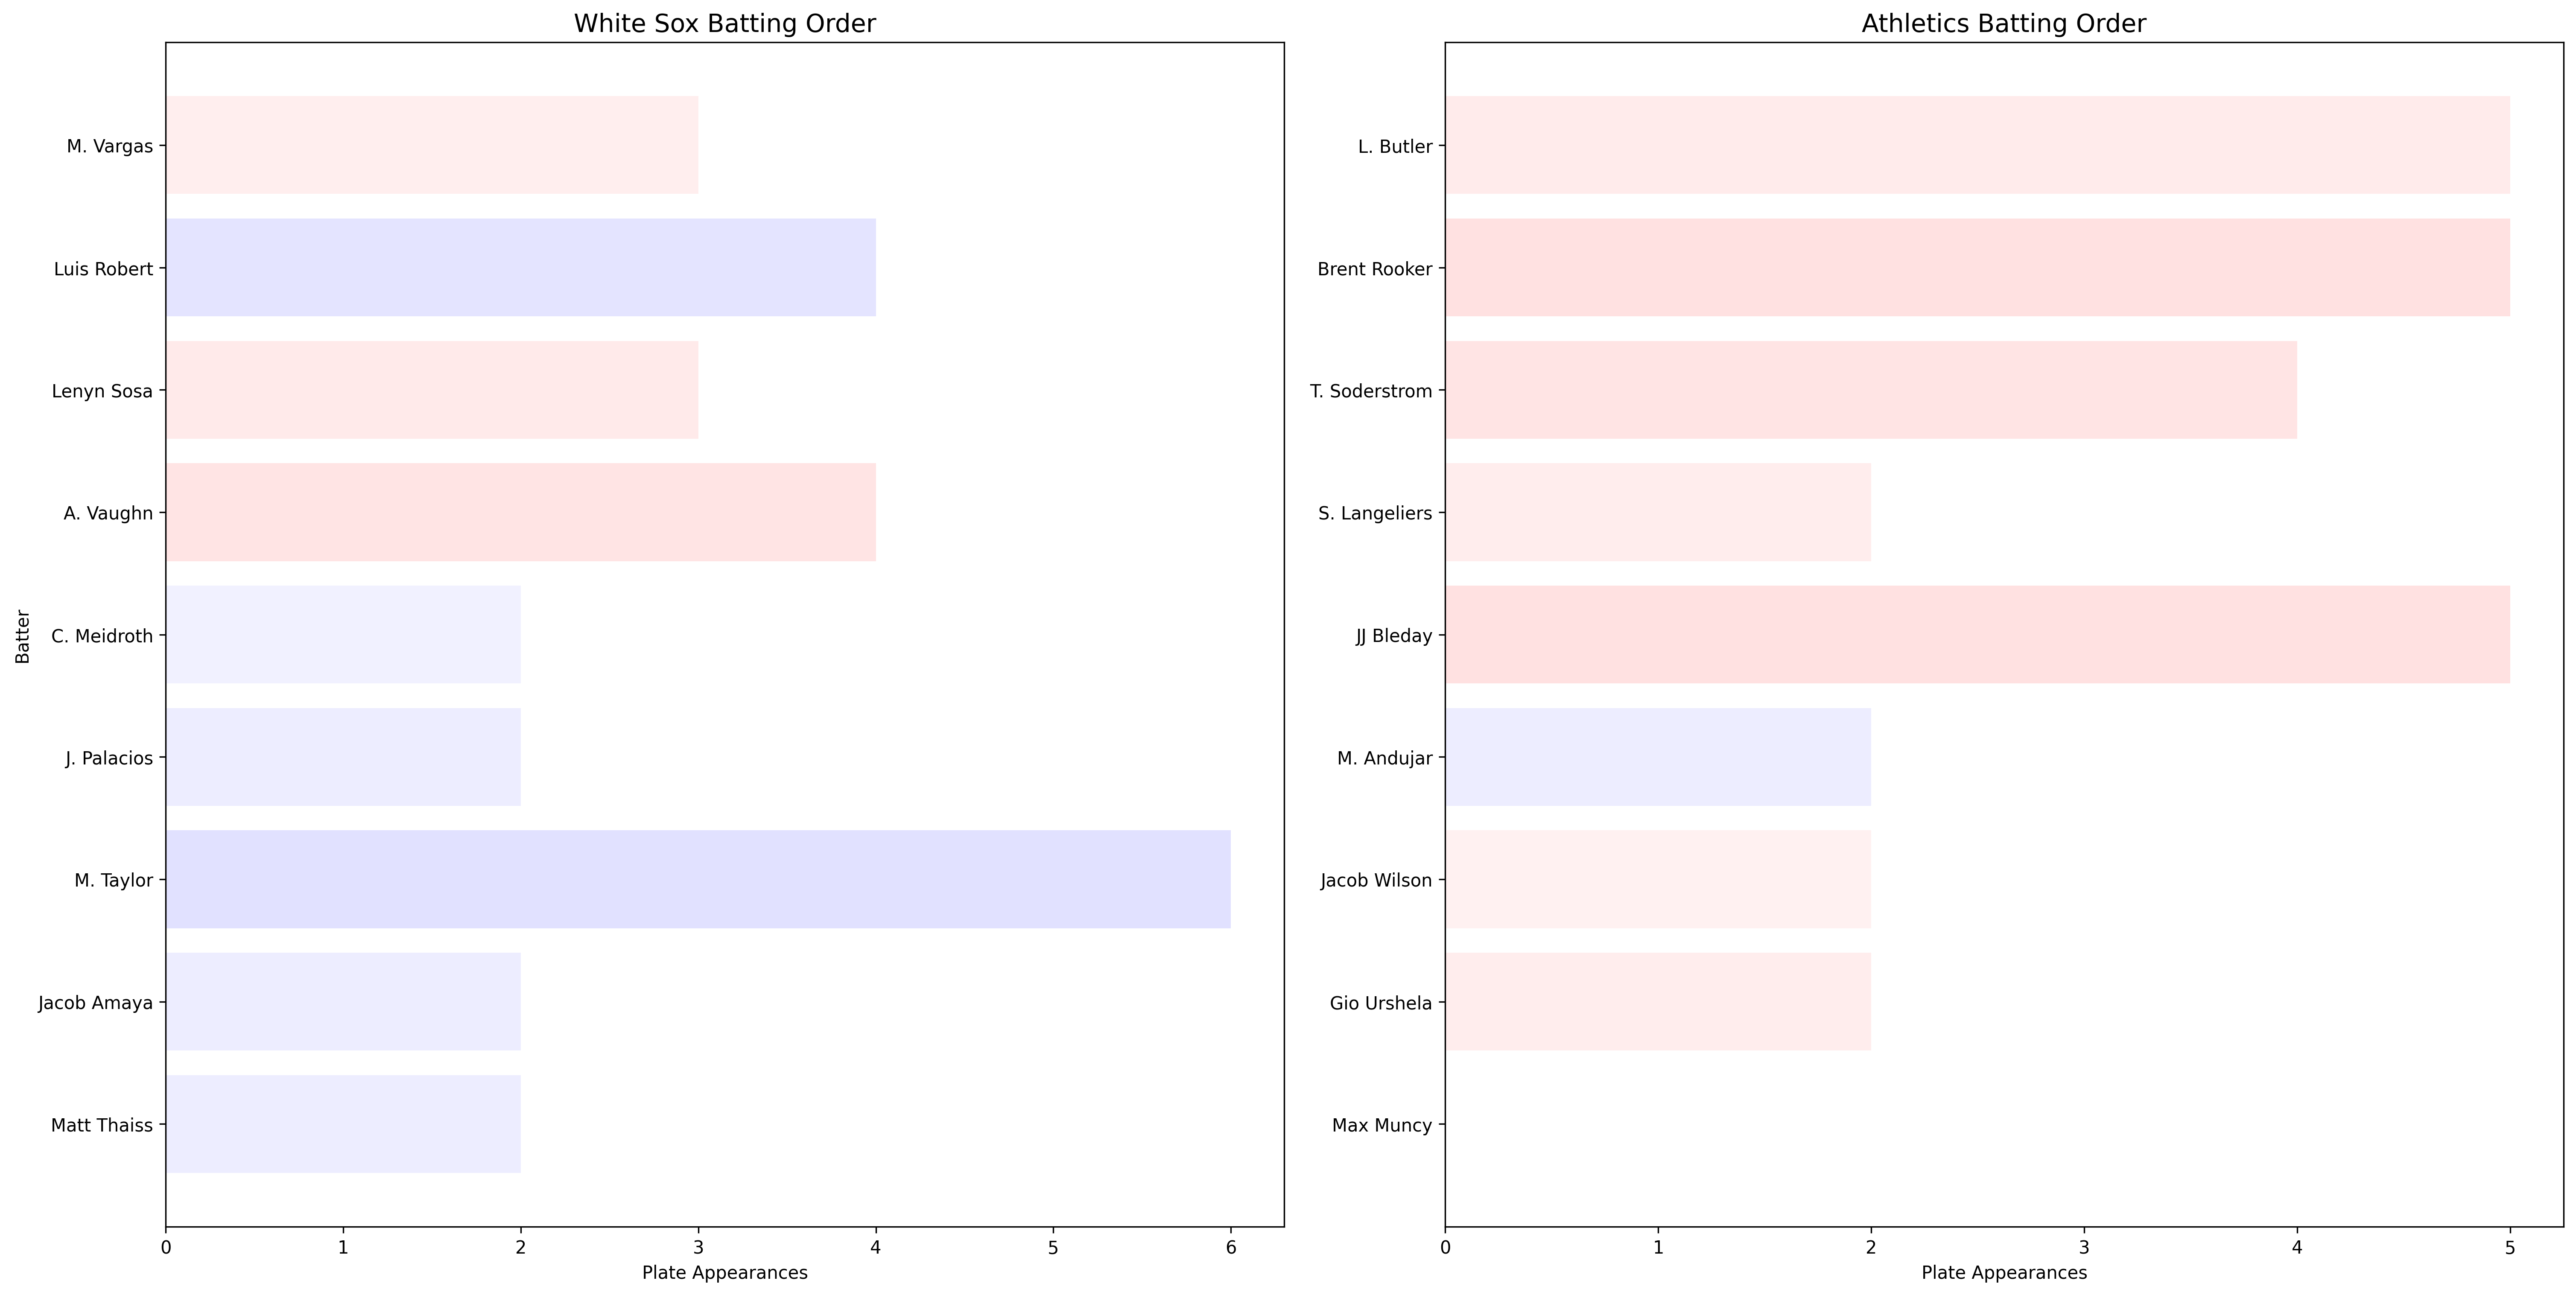 White Sox Batting Order
Batter
M. Vargas
Luis Robert
Lenyn Sosa
A. Vaughn
C. Meidroth
J. Palacios
M. Taylor
Jacob Amaya
Matt Thaiss
0 1 2 3 4 5 6
Plate Appearances
Athletics Batting Order
L. Butler
Brent Rooker
T. Soderstrom
S. Langeliers
JJ Bleday
M. Andujar
Jacob Wilson
Gio Urshela
Max Muncy
0 1 2 3 4 5
Plate Appearances